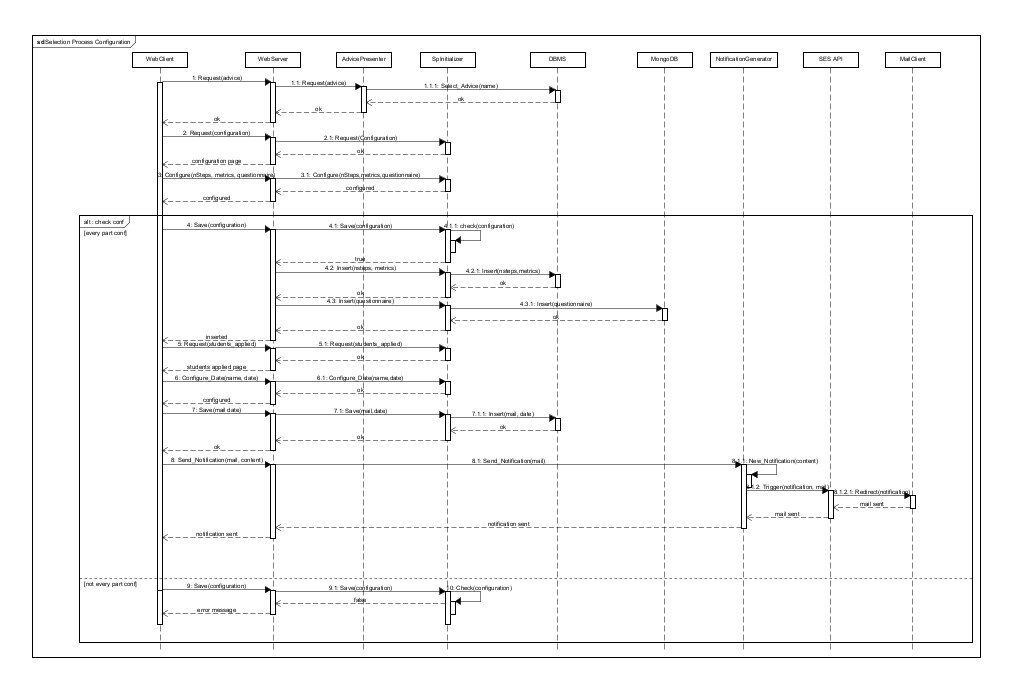 sd Selection Process Configuration
WebClient
WebServer
AdvicePresenter
SpInitializer
DBMS
MongoDB
NotificationGenerator
SES API
MailClient
1: Request(advice)
1.1: Request(advice)
1.1.1: Select_Advice(name)
ok
ok
ok
2: Request(configuration)
2.1: Request(Configuration)
ok
configuration page
3: Configure(nSteps, metrics, questionnaire)
3.1: Configure(nSteps,metrics,questionnaire)
configured
configured
alt : check conf
[every part conf]
4: Save(configuration)
4.1: Save(configuration)
4.1.1: check(configuration)
true
4.2: Insert(nsteps, metrics)
4.2.1: Insert(nsteps,metrics)
ok
ok
4.3: Insert(questionnaire)
4.3.1: Insert(questionnaire)
ok
ok
inserted
5: Request(students_applied)
5.1: Request(students_applied)
ok
students applied page
6: Configure_Date(name, date)
6.1: Configure_Date(name,date)
ok
configured
7: Save(mail date)
7.1: Save(mail,date)
7.1.1: Insert(mail, date)
ok
ok
ok
8: Send_Notification(mail, content)
8.1: Send_Notification(mail)
8.1.1: New_Notification(content)
8.1.2: Trigger(notification, mail)
8.1.2.1: Redirect(notification)
mail sent
mail sent
notification sent
notification sent
[not every part conf]
9: Save(configuration)
9.1: Save(configuration)
10: Check(configuration)
false
error message